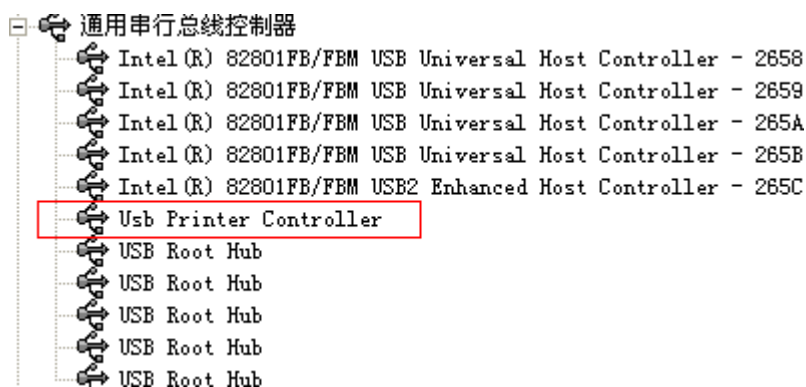 通用串行总线控制器
Intel(R) 82801FB/FBM USB Universal Host Controller - 2658
Intel(R) 82801FB/FBM USB Universal Host Controller - 2659
Intel(R) 82801FB/FBM USB Universal Host Controller - 265A
Intel(R) 82801FB/FBM USB Universal Host Controller - 265B
Intel(R) 82801FB/FBM USB2 Enhanced Host Controller - 265C
Usb Printer Controller
USB Root Hub
USB Root Hub
USB Root Hub
USB Root Hub
USB Root Hub